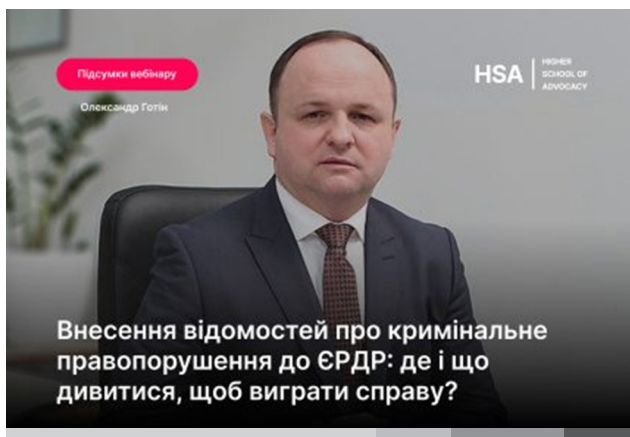 Підсумки вебінару
Олександр Готін
HSA
HIGHER
SCHOOL OF
ADVOCACY
Внесення відомостей про кримінальне
правопорушення до ЄРДР: де і що
дивитися, щоб виграти справу?